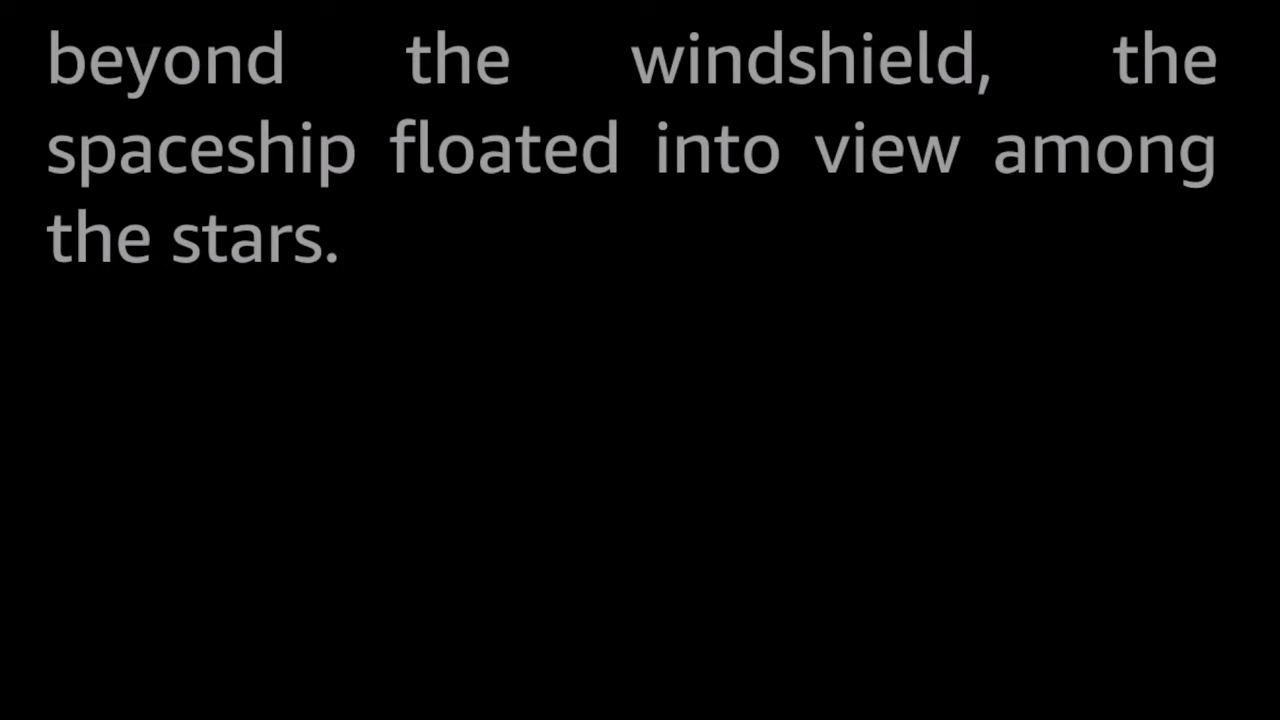 beyond the windshield, the
spaceship floated into view among
the stars.